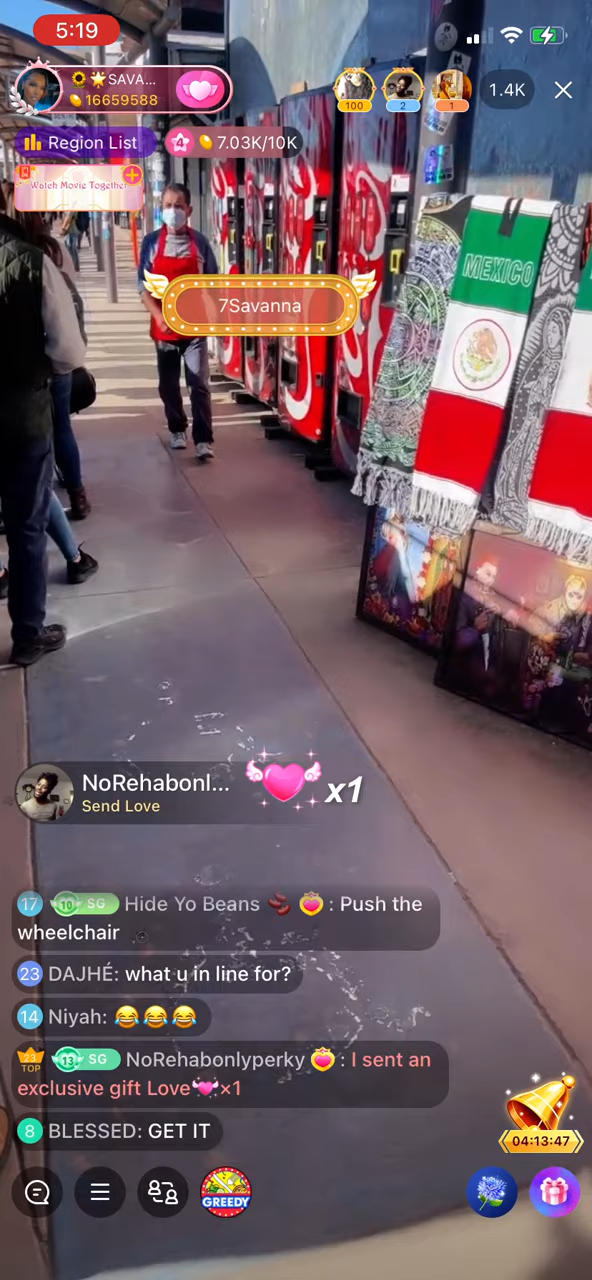 5:19
🌻🌟SAVA...
16659588
100
2
1
1.4K
Region List
4 7.03K/10K
Watch Movie Together
MEXICO
7Savanna
NoRehabonl... x1
Send Love
17 10 SG Hide Yo Beans 🫘 : Push the
wheelchair
23 DAJHÉ: what u in line for?
14 Niyah: 😂😂😂
23 TOP 13 SG NoRehabonlyperky : I sent an
exclusive gift Love×1
8 BLESSED: GET IT
04:13:47
GREEDY